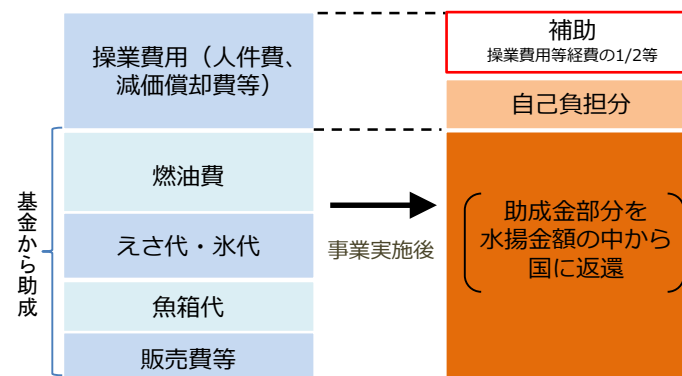 操業費用（人件費、
減価償却費等）
基金から助成
燃油費
えさ代・氷代
魚箱代
販売費等
事業実施後
補助
操業費用等経費の1/2等
自己負担分
助成金部分を
水揚金額の中から
国に返還